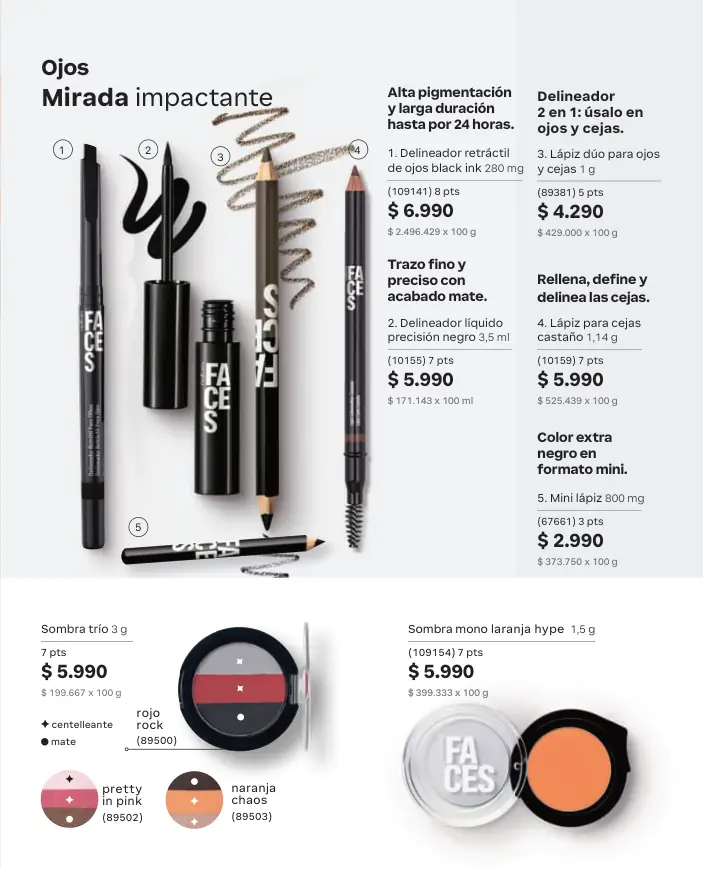 Ojos
Mirada impactante
1
2
3
4
5
FACES
FACES
FACES
FACES
FACES
Alta pigmentación
y larga duración
hasta por 24 horas.
1. Delineador retráctil
de ojos black ink 280 mg
(109141) 8 pts
$ 6.990
$ 2.496.429 x 100 g
Trazo fino y
preciso con
acabado mate.
2. Delineador líquido
precisión negro 3,5 ml
(10155) 7 pts
$ 5.990
$ 171.143 x 100 ml
Delineador
2 en 1: úsalo en
ojos y cejas.
3. Lápiz dúo para ojos
y cejas 1 g
(89381) 5 pts
$ 4.290
$ 429.000 x 100 g
Rellena, define y
delinea las cejas.
4. Lápiz para cejas
castaño 1,14 g
(10159) 7 pts
$ 5.990
$ 525.439 x 100 g
Color extra
negro en
formato mini.
5. Mini lápiz 800 mg
(67661) 3 pts
$ 2.990
$ 373.750 x 100 g
Sombra trío 3 g
7 pts
$ 5.990
$ 199.667 x 100 g
centelleante
mate
rojo
rock
(89500)
pretty
in pink
(89502)
naranja
chaos
(89503)
Sombra mono laranja hype 1,5 g
(109154) 7 pts
$ 5.990
$ 399.333 x 100 g
FA
CES